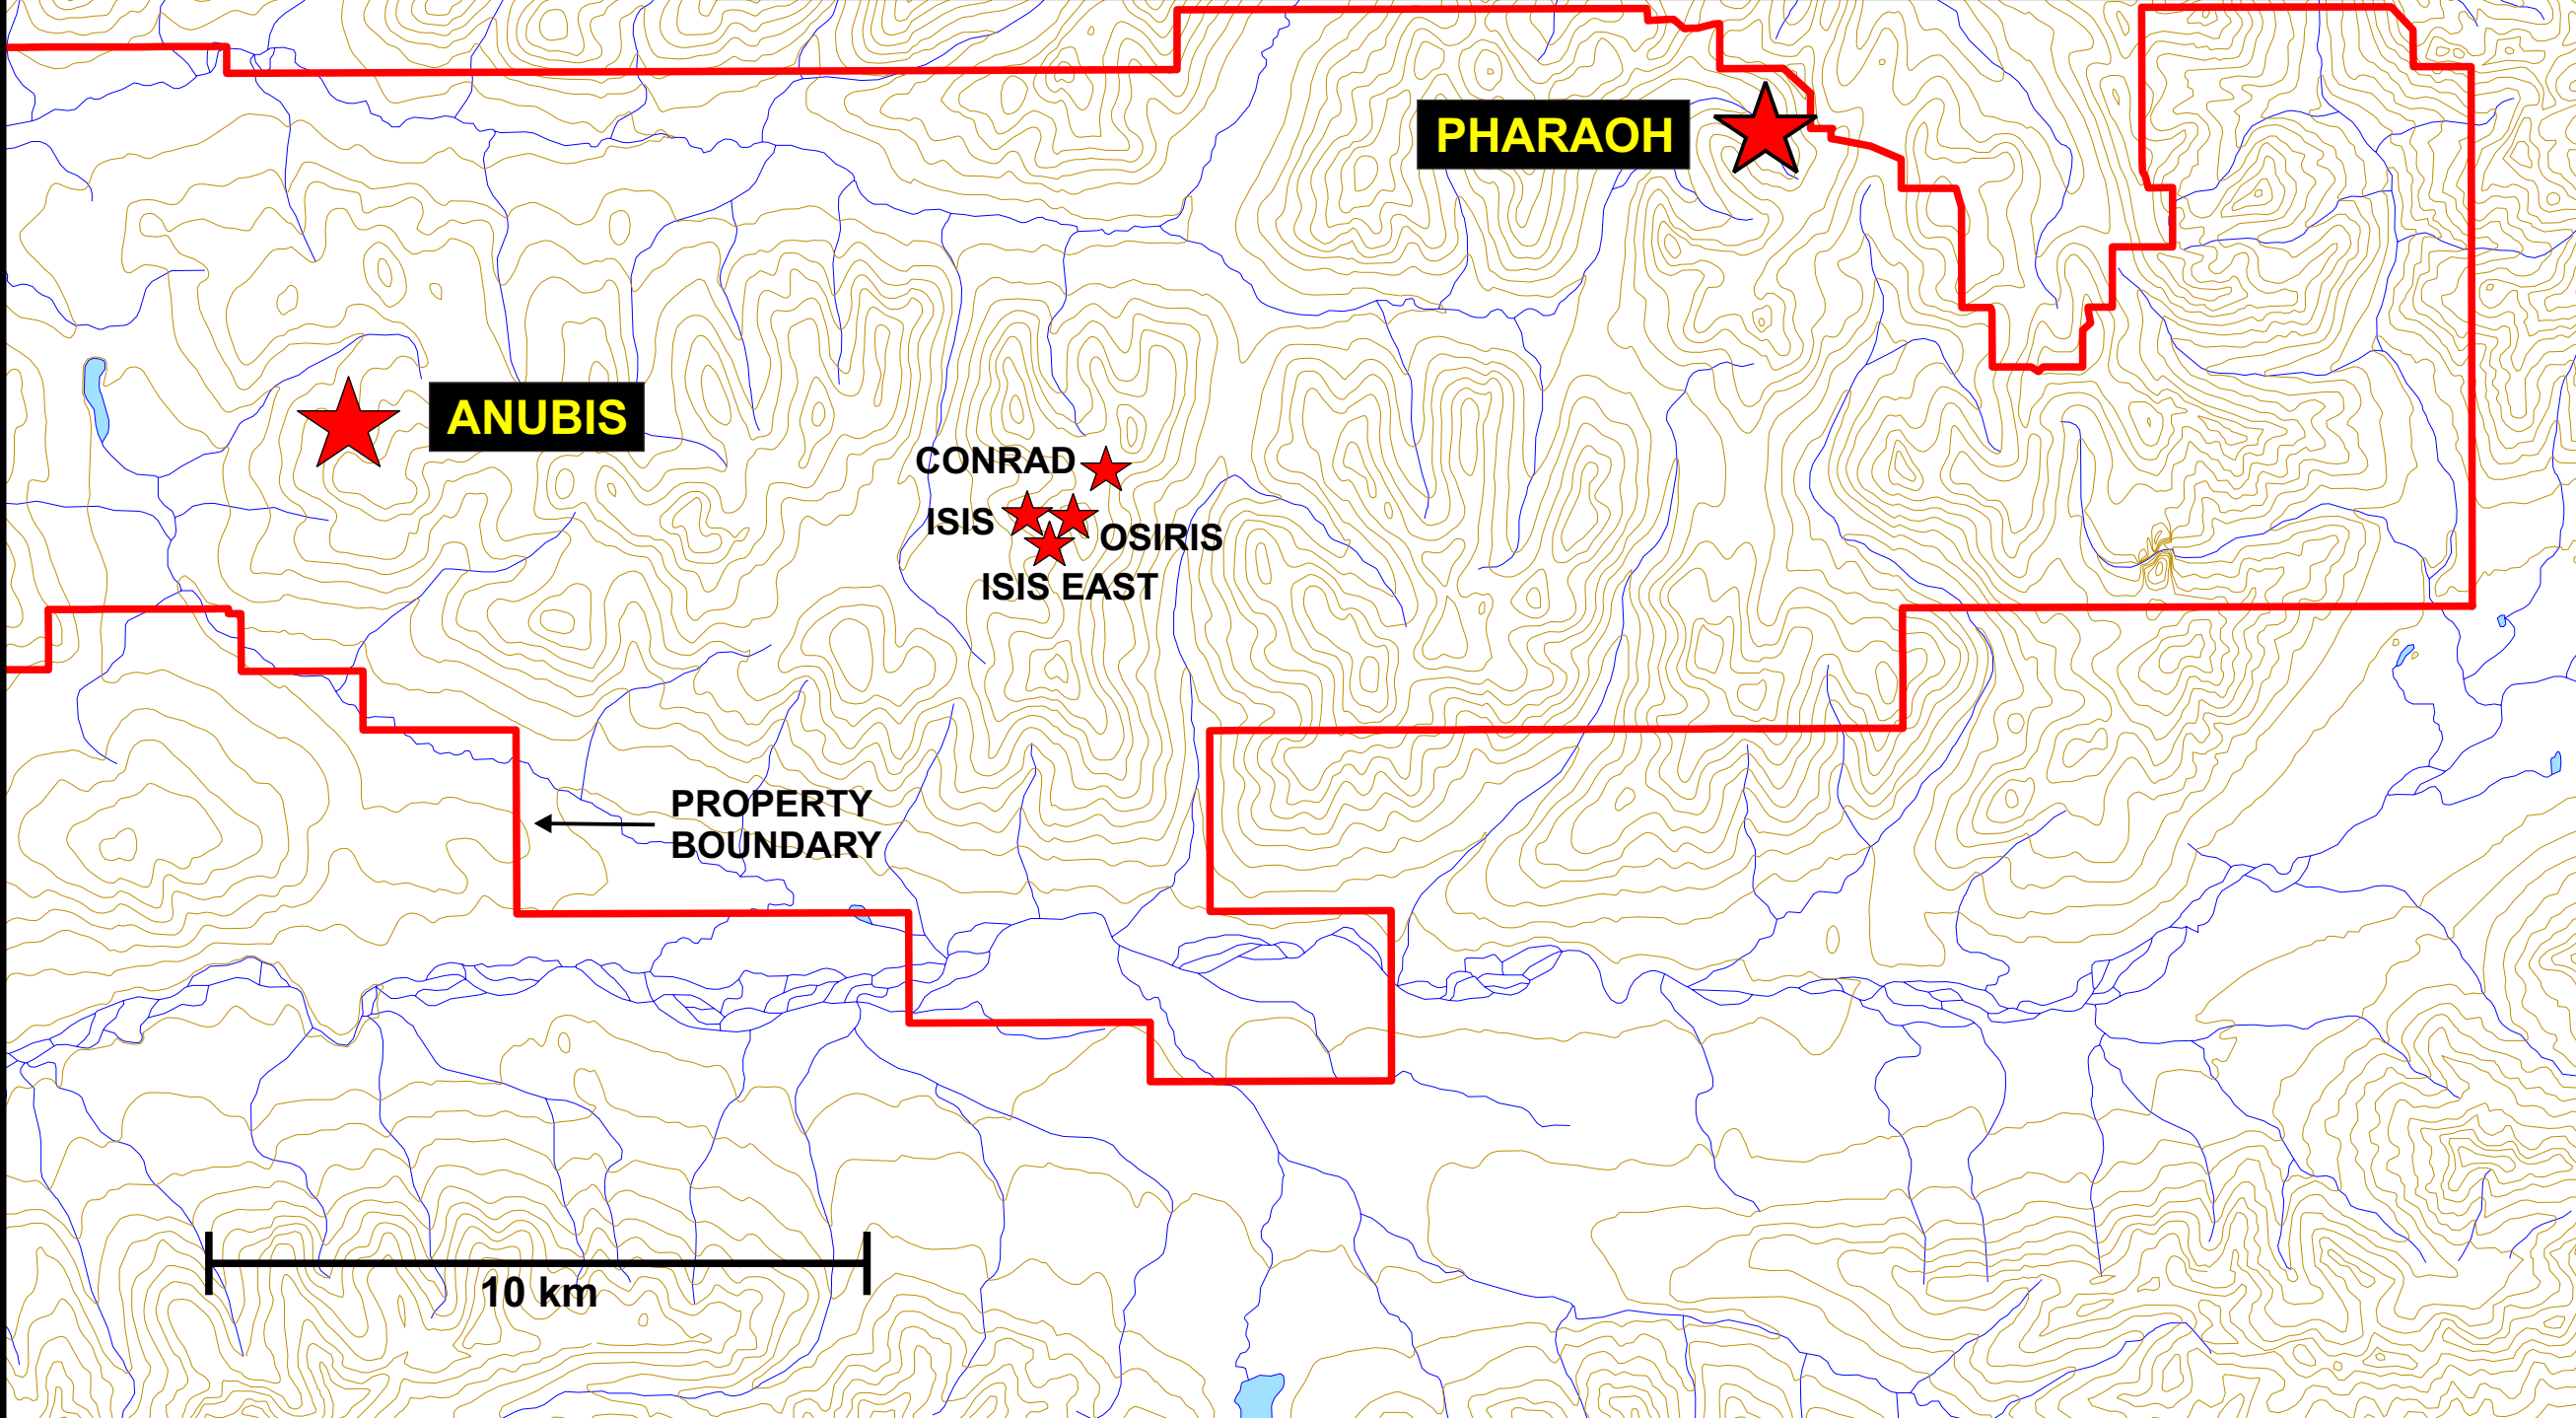 PHARAOH
ANUBIS
CONRAD
ISIS
OSIRIS
ISIS EAST
PROPERTY
BOUNDARY
10 km